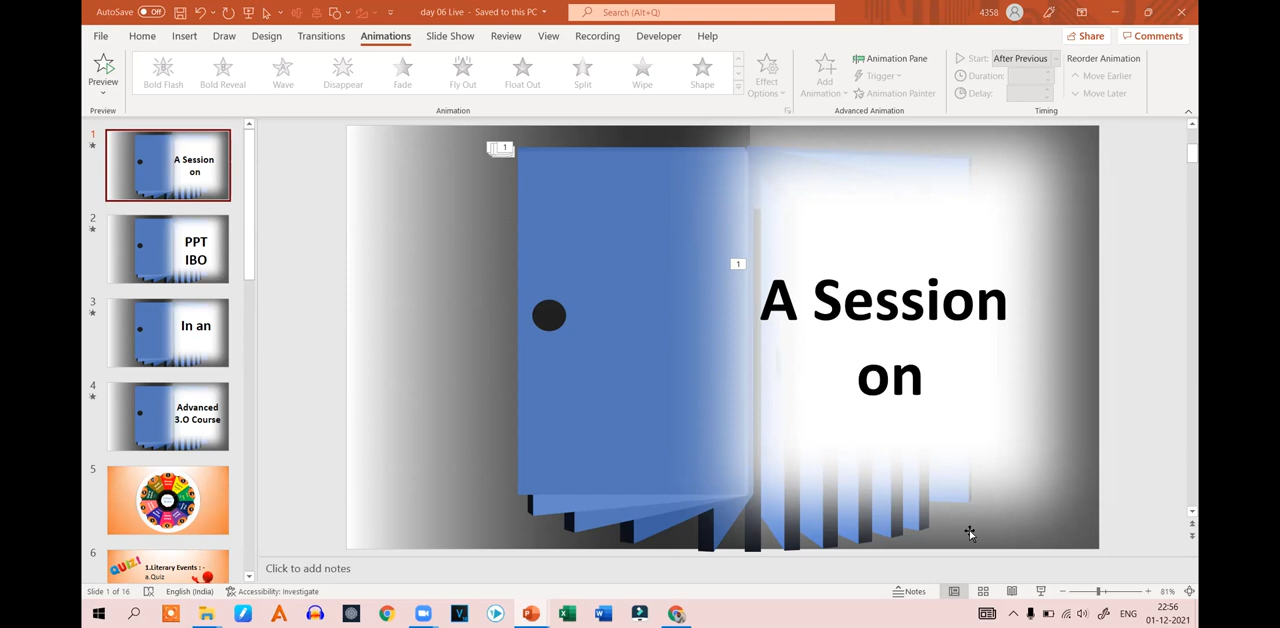 AutoSave Off day 06 Live - Saved to this PC Search (Alt+Q) 4358
File Home Insert Draw Design Transitions Animations Slide Show Review View Recording Developer Help Share Comments
Preview Bold Flash Bold Reveal Wave Disappear Fade Fly Out Float Out Split Wipe Shape Effect Options Add Animation Animation Pane Trigger Animation Painter Start: After Previous Duration: Delay: Reorder Animation Move Earlier Move Later
Preview Animation Advanced Animation Timing
1
A Session
on
2
PPT
IBO
3
In an
4
Advanced
3.O Course
5
6
QUIZ!
1.Literary Events : -
a.Quiz
1
1
A Session
on
Click to add notes
Slide 1 of 16 English (India) Accessibility: Investigate Notes 81%
ENG 22:56
01-12-2021